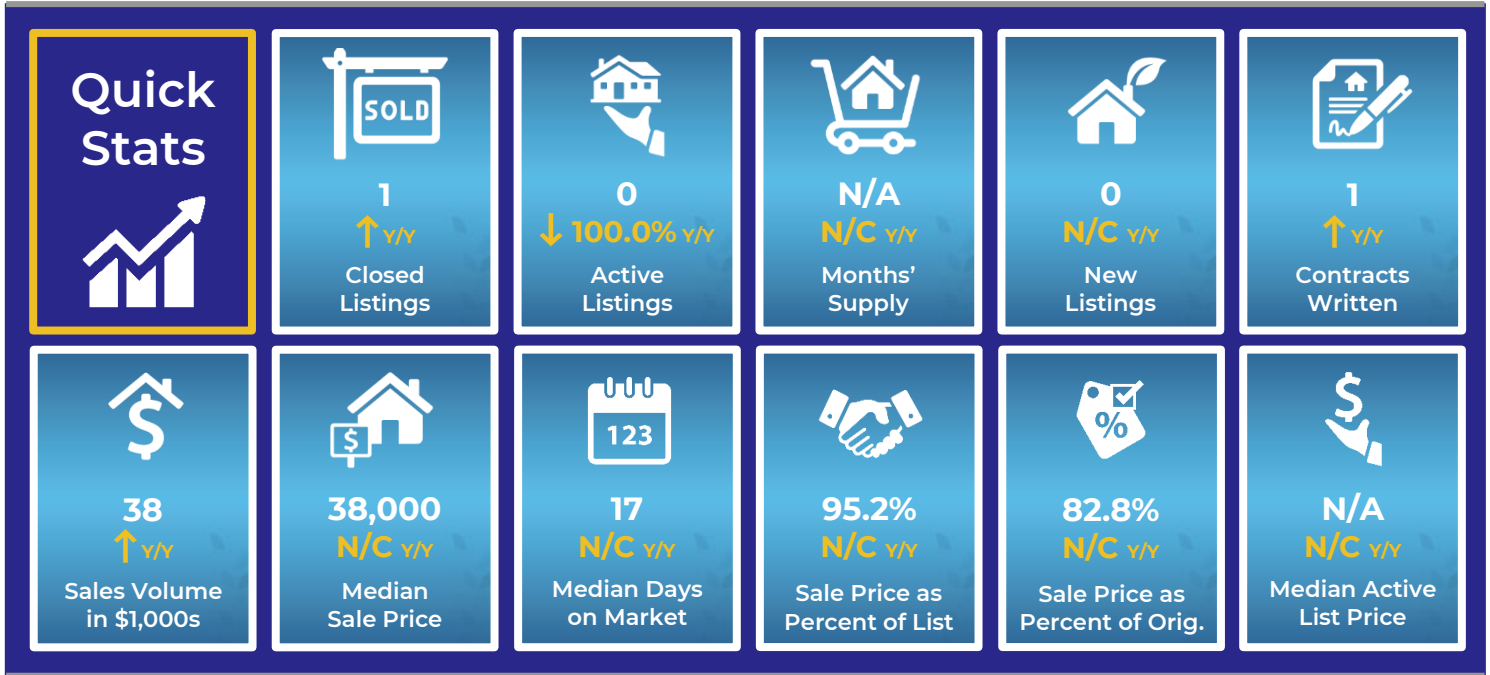 Quick
Stats
SOLD
1
↑ Y/Y
Closed
Listings
0
↓ 100.0% Y/Y
Active
Listings
N/A
N/C Y/Y
Months’
Supply
0
N/C Y/Y
New
Listings
1
↑ Y/Y
Contracts
Written
$
38
↑ Y/Y
Sales Volume
in $1,000s
$
38,000
N/C Y/Y
Median
Sale Price
123
17
N/C Y/Y
Median Days
on Market
95.2%
N/C Y/Y
Sale Price as
Percent of List
%
82.8%
N/C Y/Y
Sale Price as
Percent of Orig.
$
N/A
N/C Y/Y
Median Active
List Price